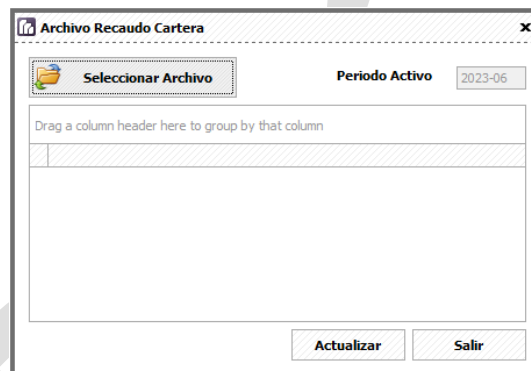 Archivo Recaudo Cartera x
Seleccionar Archivo Periodo Activo 2023-06
Drag a column header here to group by that column
Actualizar Salir